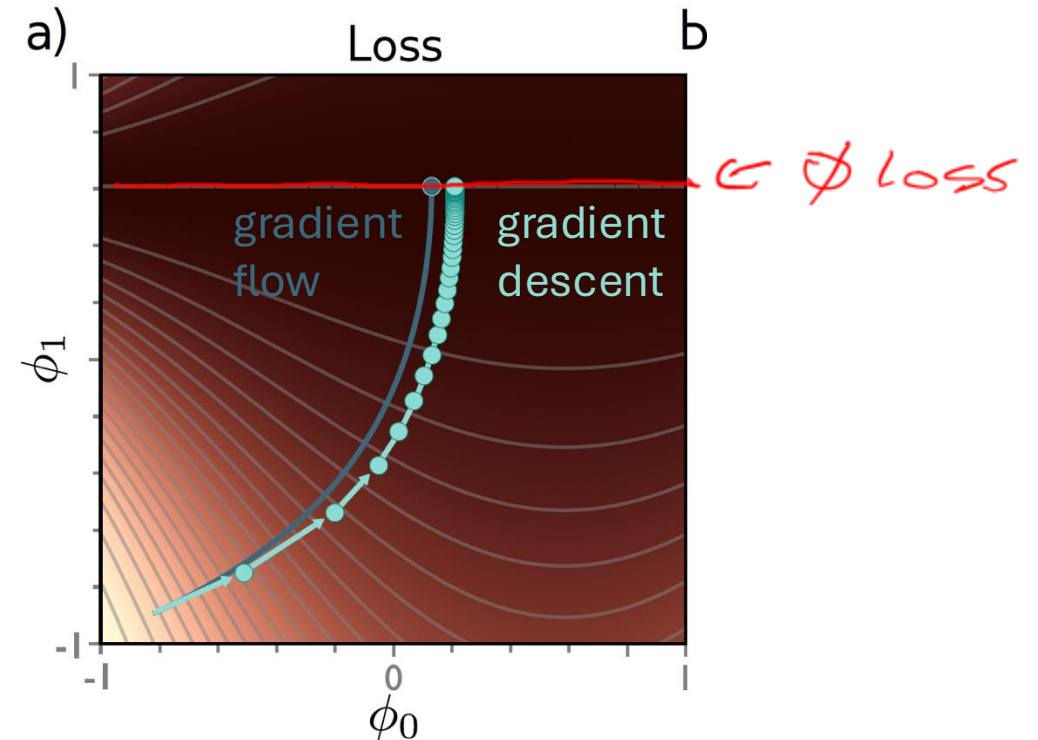 a)
Loss
b
1
gradient
flow
gradient
descent
← ∅ loss
ϕ₁
-1
-1
0
1
ϕ₀